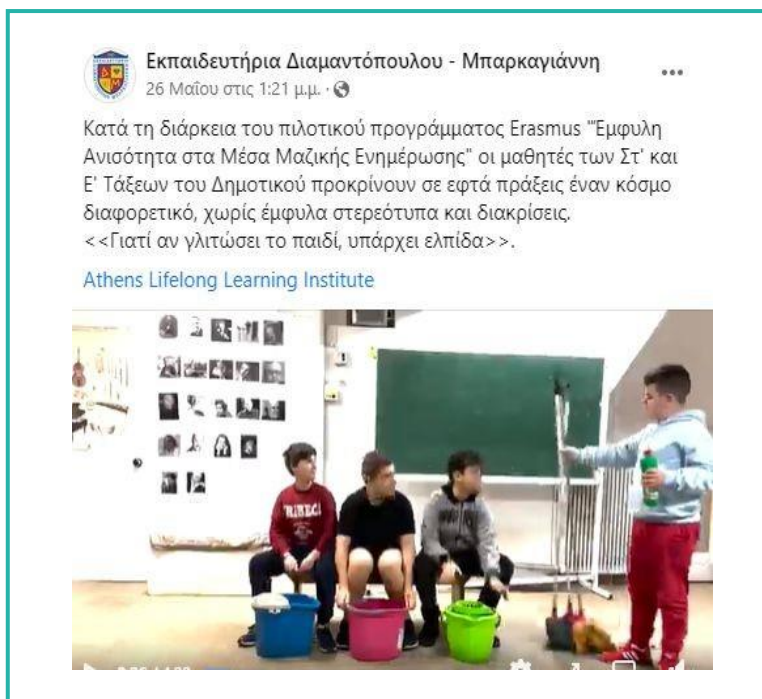 Εκπαιδευτήρια Διαμαντόπουλου - Μπαρκαγιάννη
26 Μαΐου στις 1:21 μ.μ. ·
Κατά τη διάρκεια του πιλοτικού προγράμματος Erasmus "Έμφυλη
Ανισότητα στα Μέσα Μαζικής Ενημέρωσης" οι μαθητές των Στ' και
Ε' Τάξεων του Δημοτικού προκρίνουν σε εφτά πράξεις έναν κόσμο
διαφορετικό, χωρίς έμφυλα στερεότυπα και διακρίσεις.
<<Γιατί αν γλιτώσει το παιδί, υπάρχει ελπίδα>>.
Athens Lifelong Learning Institute
TRIBECA